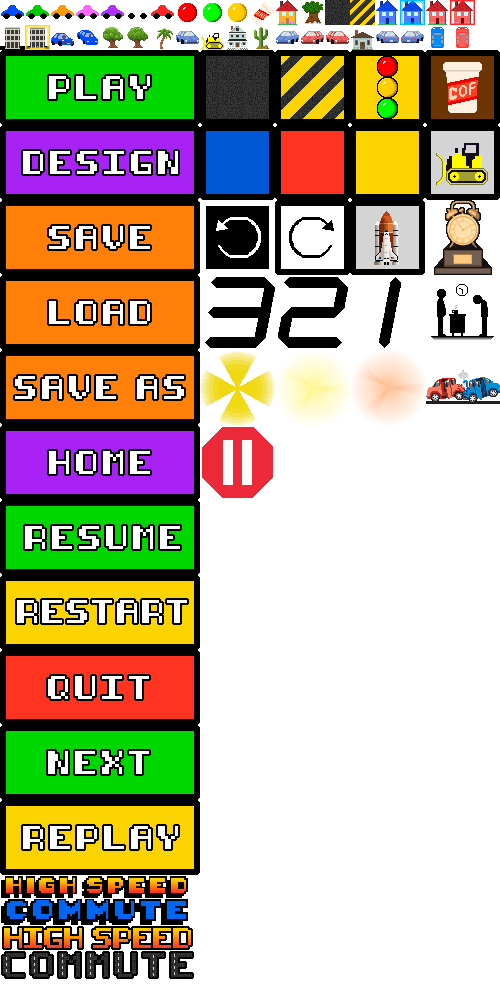 PLAY
COF
DESIGN
SAVE
LOAD
321
SAVE AS
HOME
RESUME
RESTART
QUIT
NEXT
REPLAY
HIGH SPEED
COMMUTE
HIGH SPEED
COMMUTE